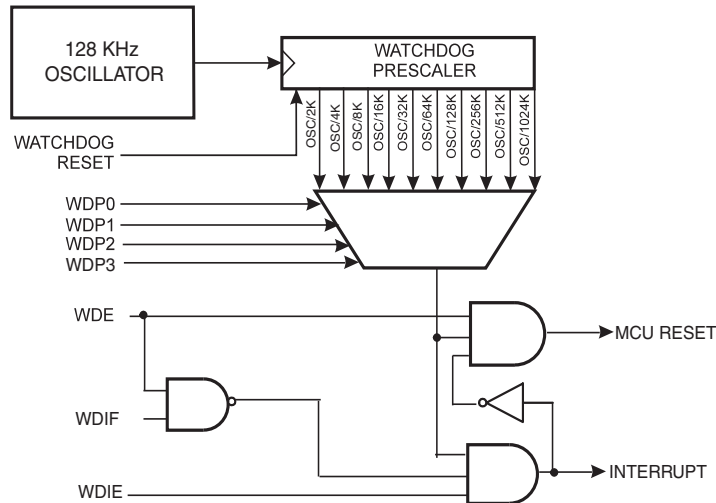 128 KHz
OSCILLATOR
WATCHDOG
PRESCALER
OSC/2K
OSC/4K
OSC/8K
OSC/16K
OSC/32K
OSC/64K
OSC/128K
OSC/256K
OSC/512K
OSC/1024K
WATCHDOG
RESET
WDP0
WDP1
WDP2
WDP3
WDE
MCU RESET
WDIF
INTERRUPT
WDIE